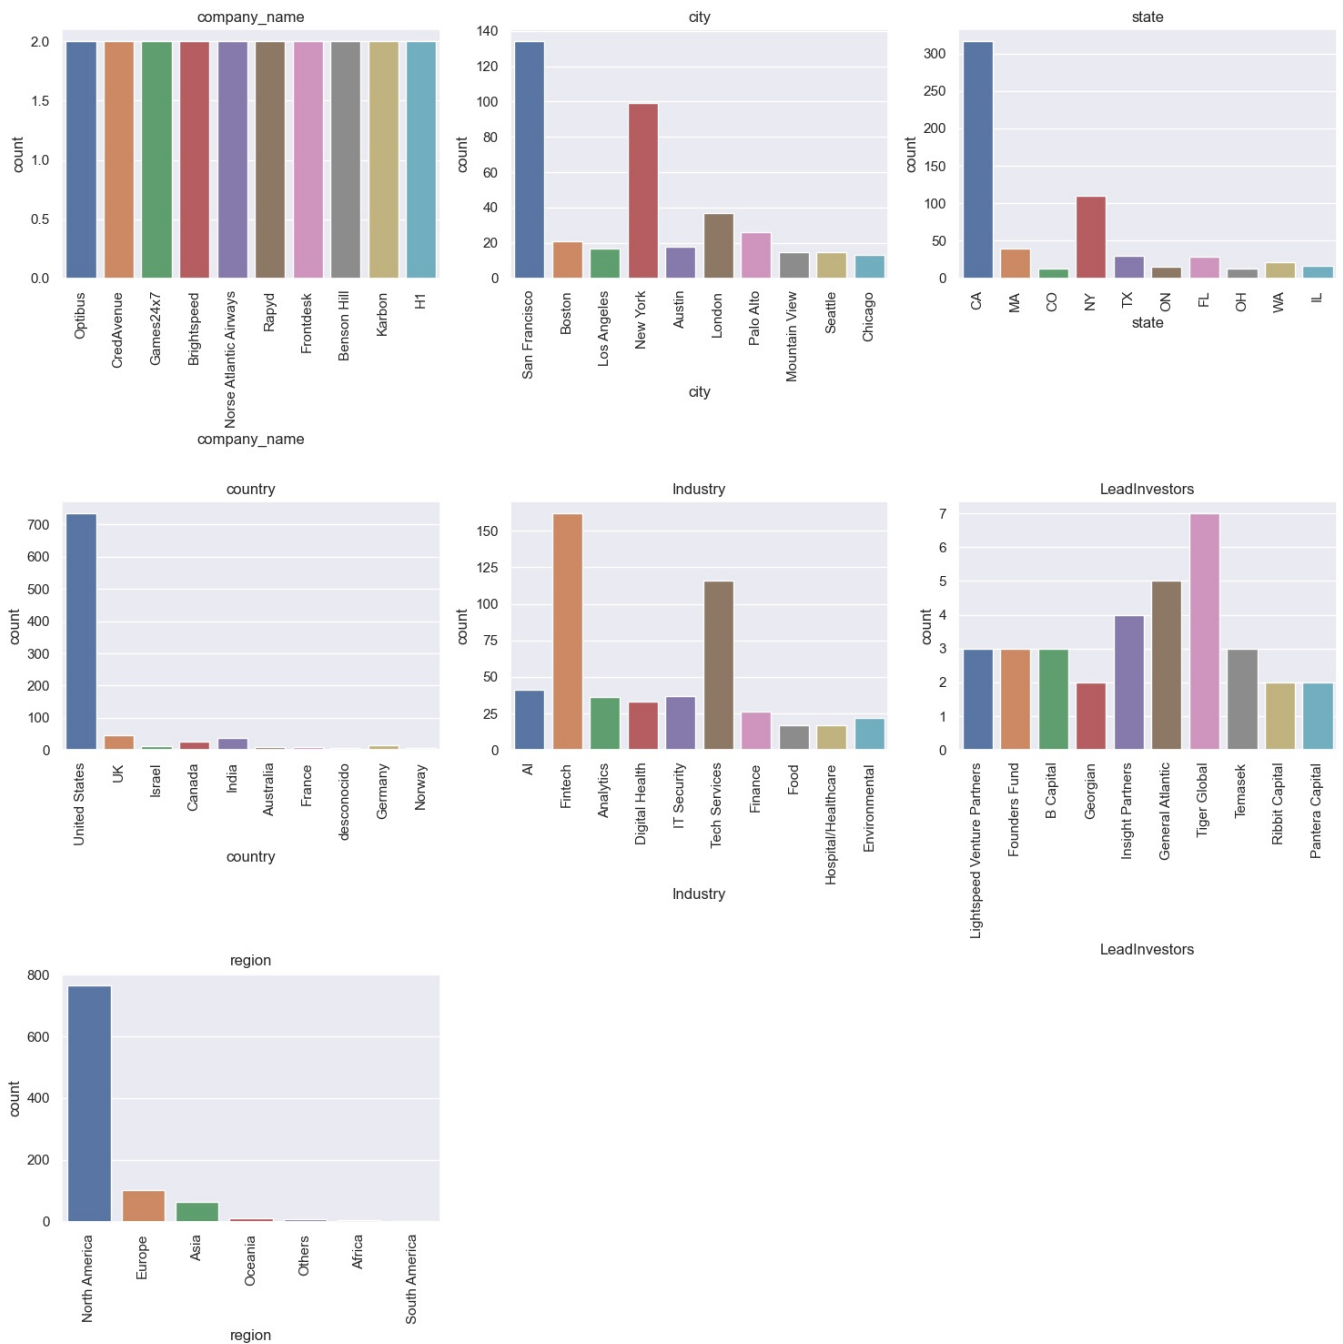 company_name
count
2.0
1.5
1.0
0.5
0.0
Optibus
CredAvenue
Games24x7
Brightspeed
Norse Atlantic Airways
Rapyd
Frontdesk
Benson Hill
Karbon
H1
company_name
city
count
140
120
100
80
60
40
20
0
San Francisco
Boston
Los Angeles
New York
Austin
London
Palo Alto
Mountain View
Seattle
Chicago
city
state
count
300
250
200
150
100
50
0
CA
MA
CO
NY
TX
ON
FL
OH
WA
IL
state
country
count
700
600
500
400
300
200
100
0
United States
UK
Israel
Canada
India
Australia
France
desconocido
Germany
Norway
country
Industry
count
150
125
100
75
50
25
0
AI
Fintech
Analytics
Digital Health
IT Security
Tech Services
Finance
Food
Hospital/Healthcare
Environmental
Industry
LeadInvestors
count
7
6
5
4
3
2
1
0
Lightspeed Venture Partners
Founders Fund
B Capital
Georgian
Insight Partners
General Atlantic
Tiger Global
Temasek
Ribbit Capital
Pantera Capital
LeadInvestors
region
count
800
600
400
200
0
North America
Europe
Asia
Oceania
Others
Africa
South America
region